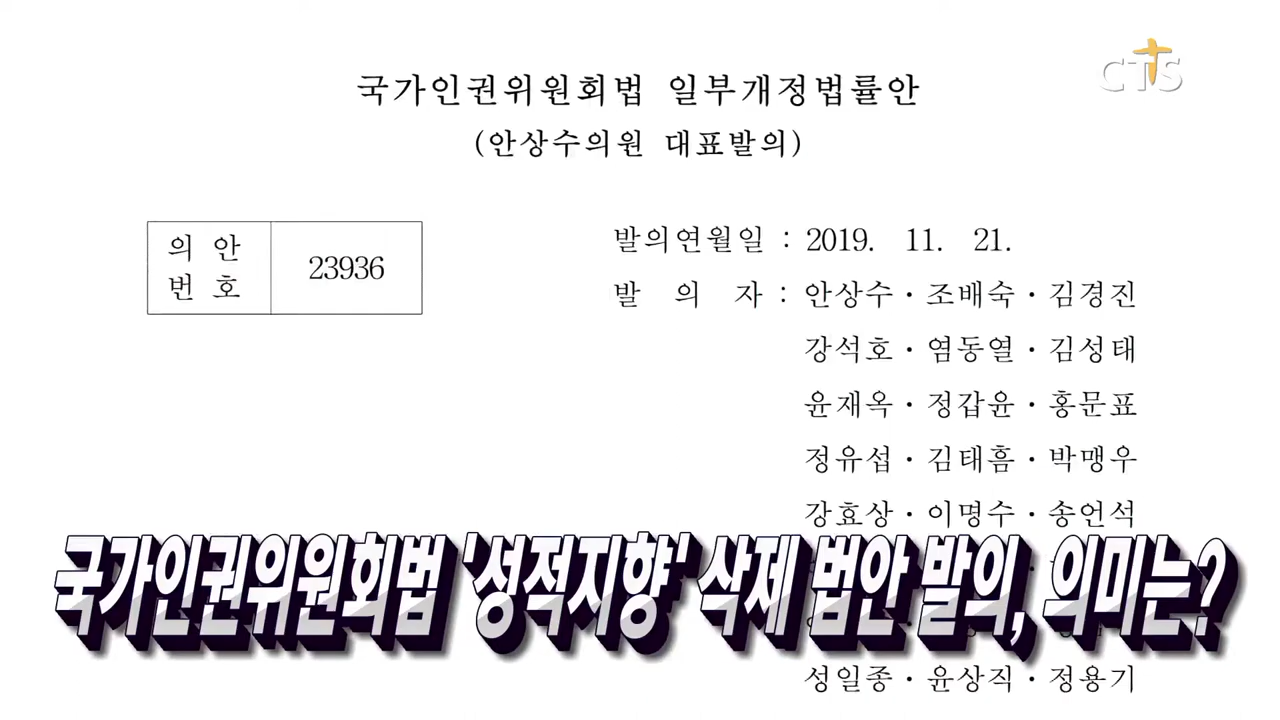 CTS
국가인권위원회법 일부개정법률안
(안상수의원 대표발의)
의 안
번 호
23936
발의연월일 : 2019. 11. 21.
발 의 자 : 안상수·조배숙·김경진
강석호·염동열·김성태
윤재옥·정갑윤·홍문표
정유섭·김태흠·박맹우
강효상·이명수·송언석
국가인권위원회법 '성적지향' 삭제 법안 발의, 의미는?
성일종·윤상직·정용기